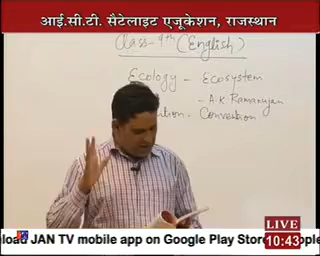 आई.सी.टी. सैटेलाइट एजूकेशन, राजस्थान
Class-9th (English)
Ecology - Ecosystem
- A.K. Ramanujan
Convention
LIVE
10:43
load JAN TV mobile app on Google Play Store